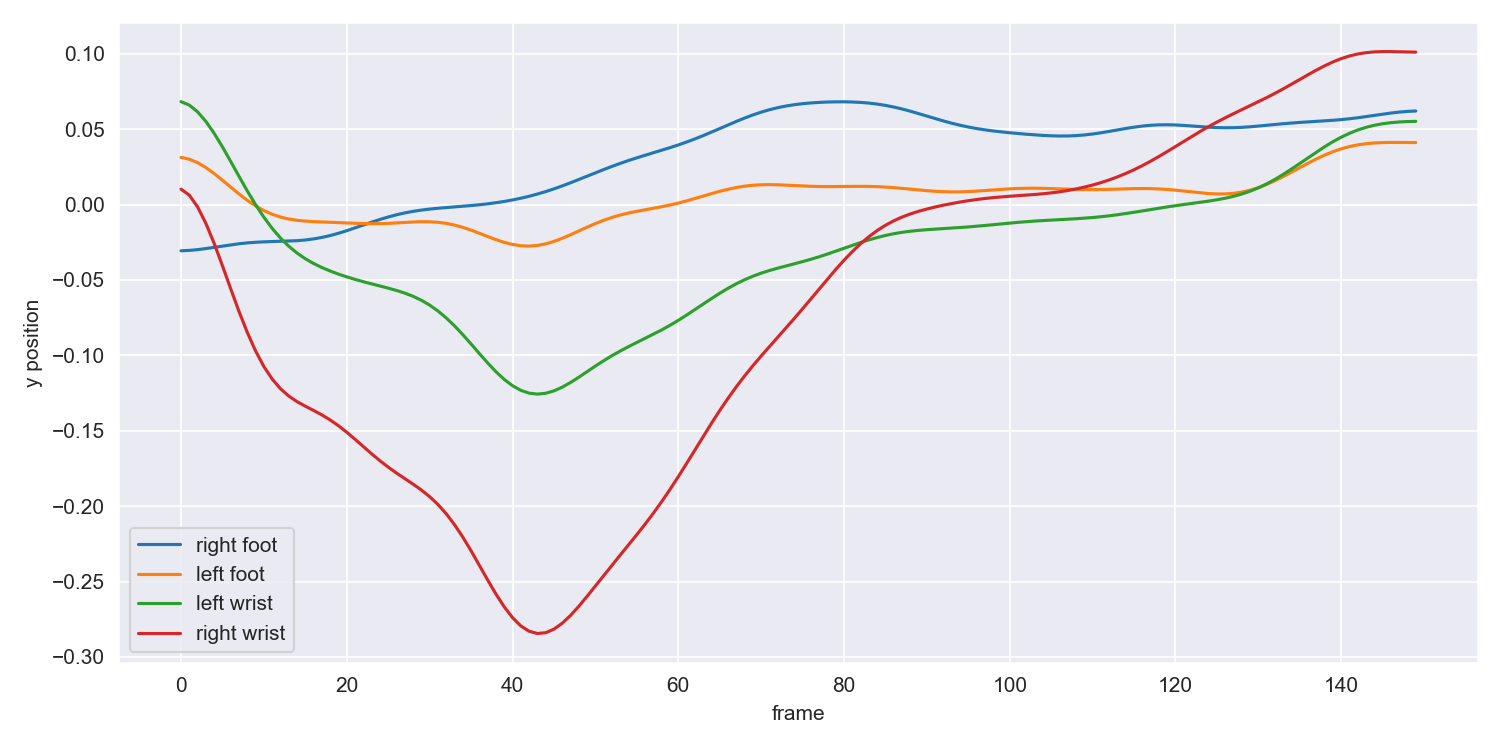 0.10
0.05
0.00
−0.05
−0.10
−0.15
−0.20
−0.25
−0.30
y position
right foot
left foot
left wrist
right wrist
0 20 40 60 80 100 120 140
frame